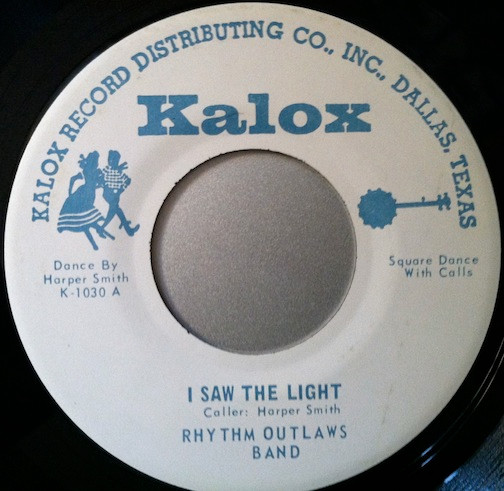 KALOX RECORD DISTRIBUTING CO., INC., DALLAS, TEXAS
Kalox
Dance By
Harper Smith
K-1030 A
Square Dance
With Calls
I SAW THE LIGHT
Caller: Harper Smith
RHYTHM OUTLAWS
BAND